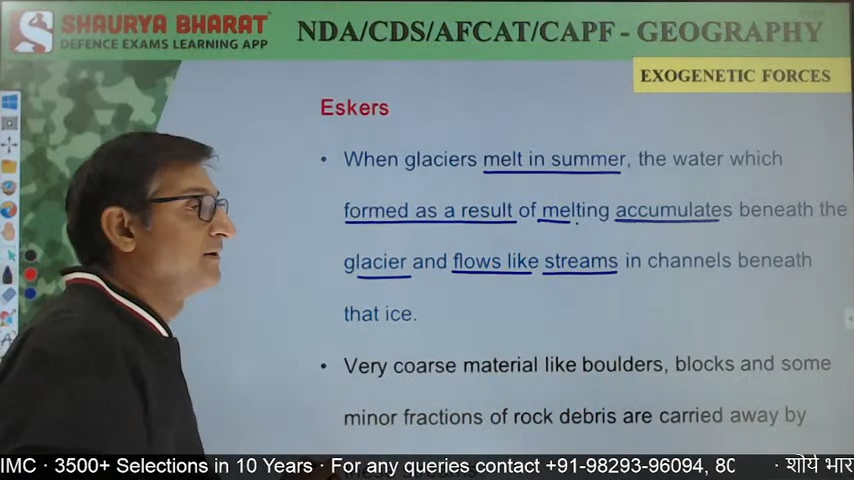 SHAURYA BHARAT
DEFENCE EXAMS LEARNING APP
NDA/CDS/AFCAT/CAPF - GEOGRAPHY
EXOGENETIC FORCES
Eskers
• When glaciers melt in summer, the water which
formed as a result of melting accumulates beneath the
glacier and flows like streams in channels beneath
that ice.
• Very coarse material like boulders, blocks and some
minor fractions of rock debris are carried away by
IMC · 3500+ Selections in 10 Years · For any queries contact +91-98293-96094, 80 · शौर्य भार